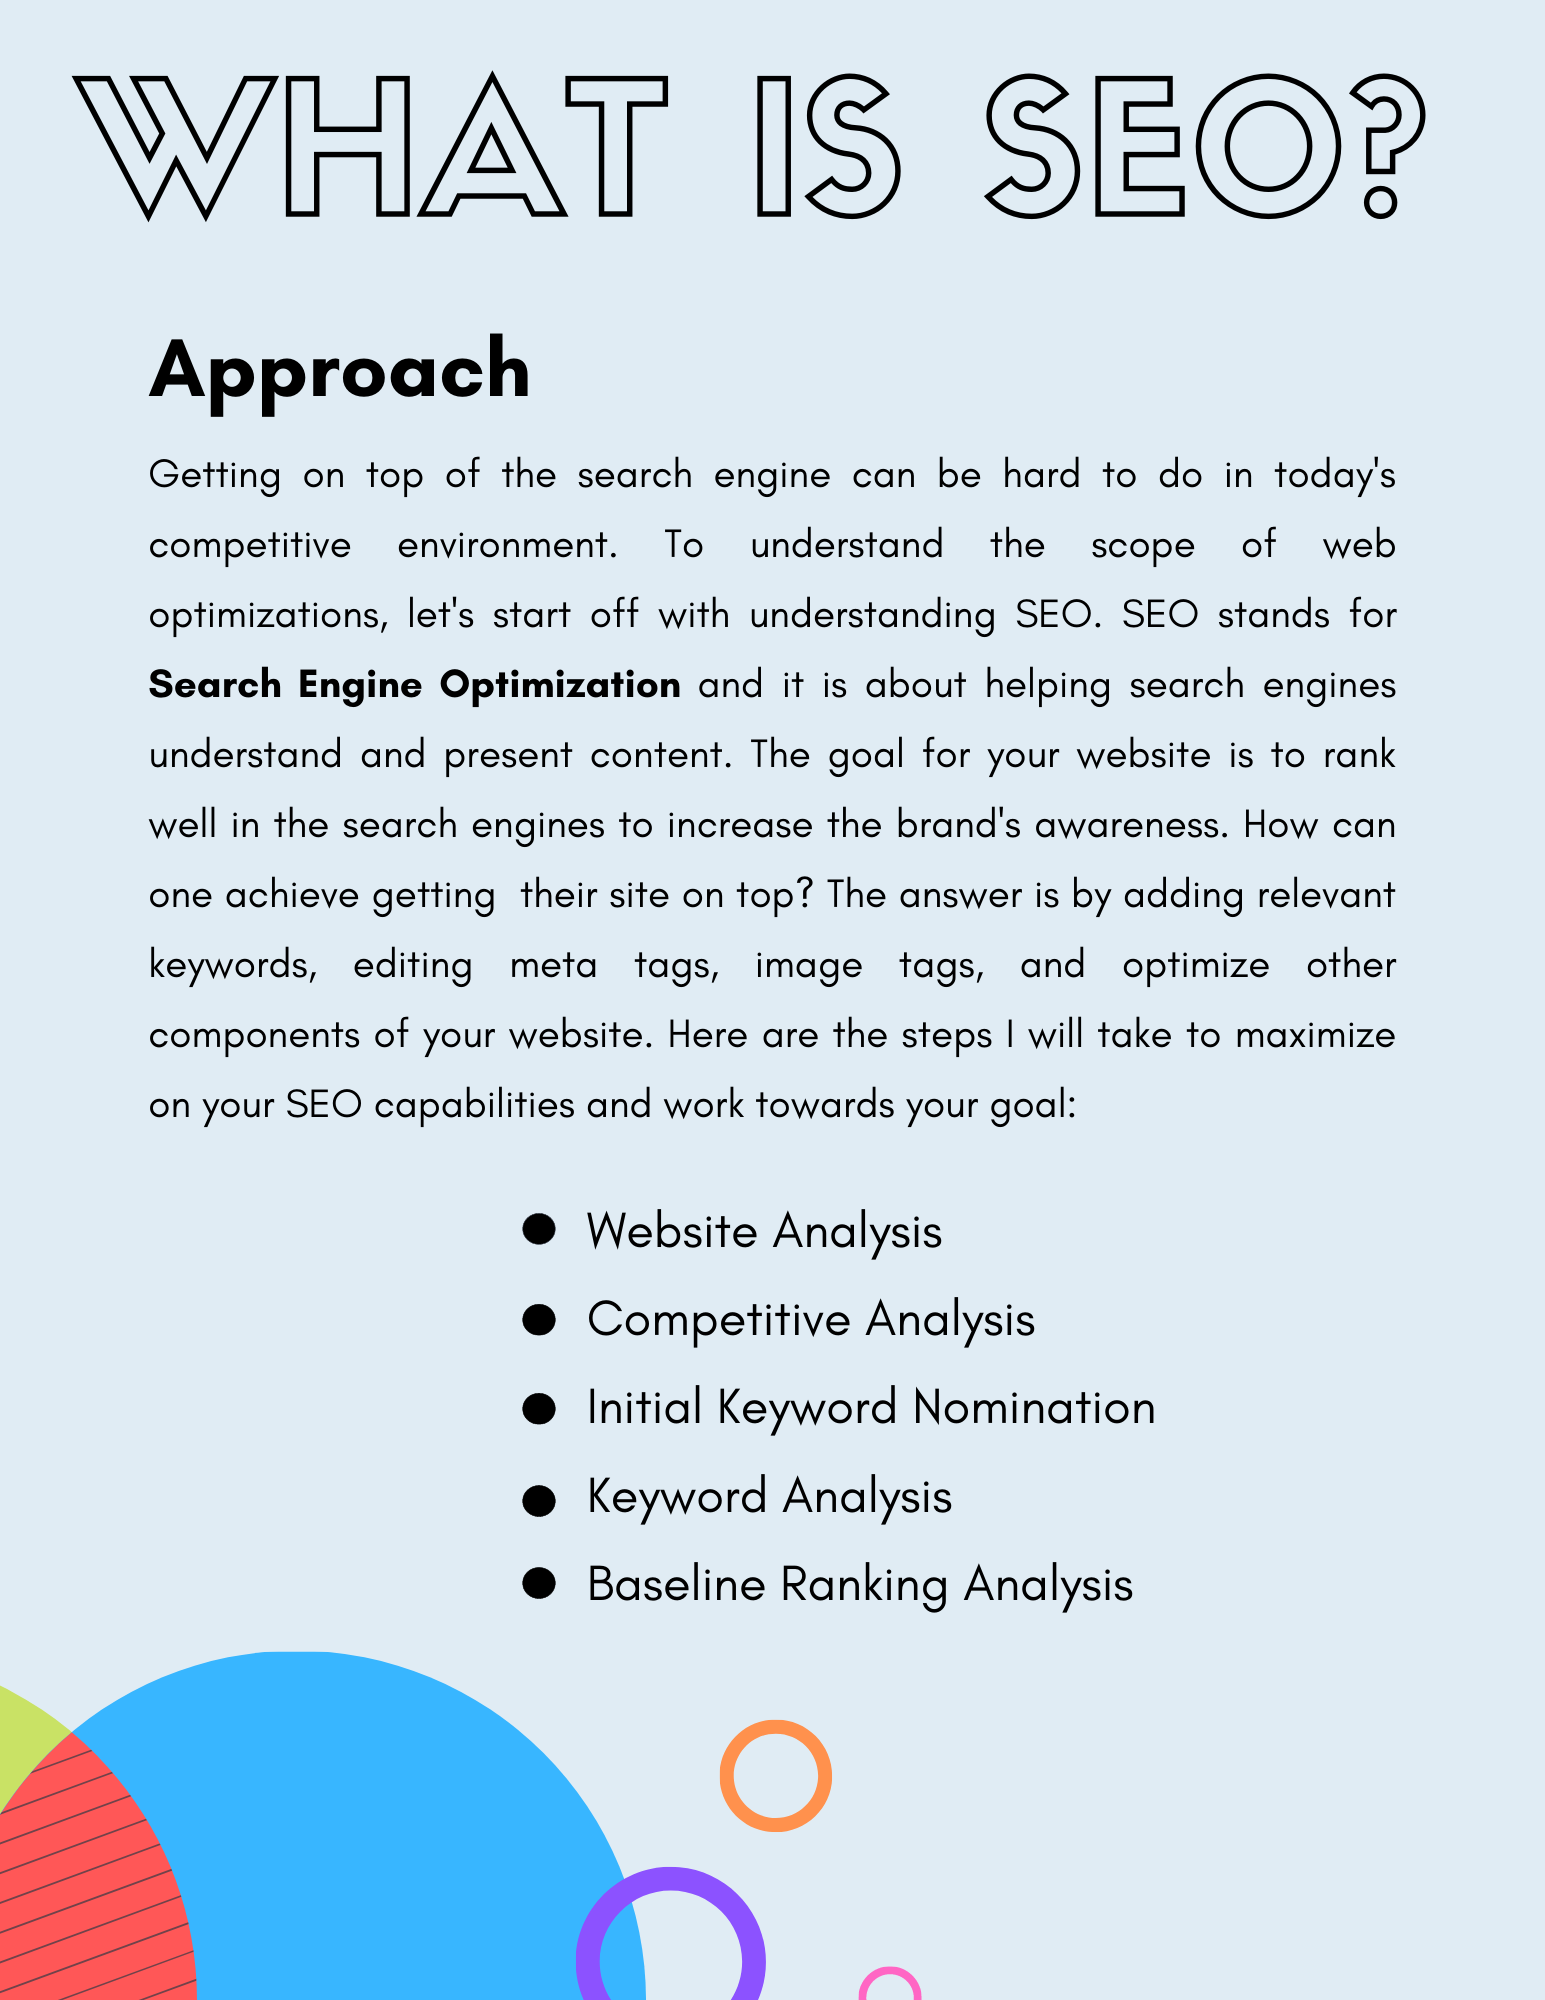 WHAT IS SEO?
Approach
Getting on top of the search engine can be hard to do in today's
competitive environment. To understand the scope of web
optimizations, let's start off with understanding SEO. SEO stands for
Search Engine Optimization and it is about helping search engines
understand and present content. The goal for your website is to rank
well in the search engines to increase the brand's awareness. How can
one achieve getting  their site on top? The answer is by adding relevant
keywords, editing meta tags, image tags, and optimize other
components of your website. Here are the steps I will take to maximize
on your SEO capabilities and work towards your goal:
● Website Analysis
● Competitive Analysis
● Initial Keyword Nomination
● Keyword Analysis
● Baseline Ranking Analysis